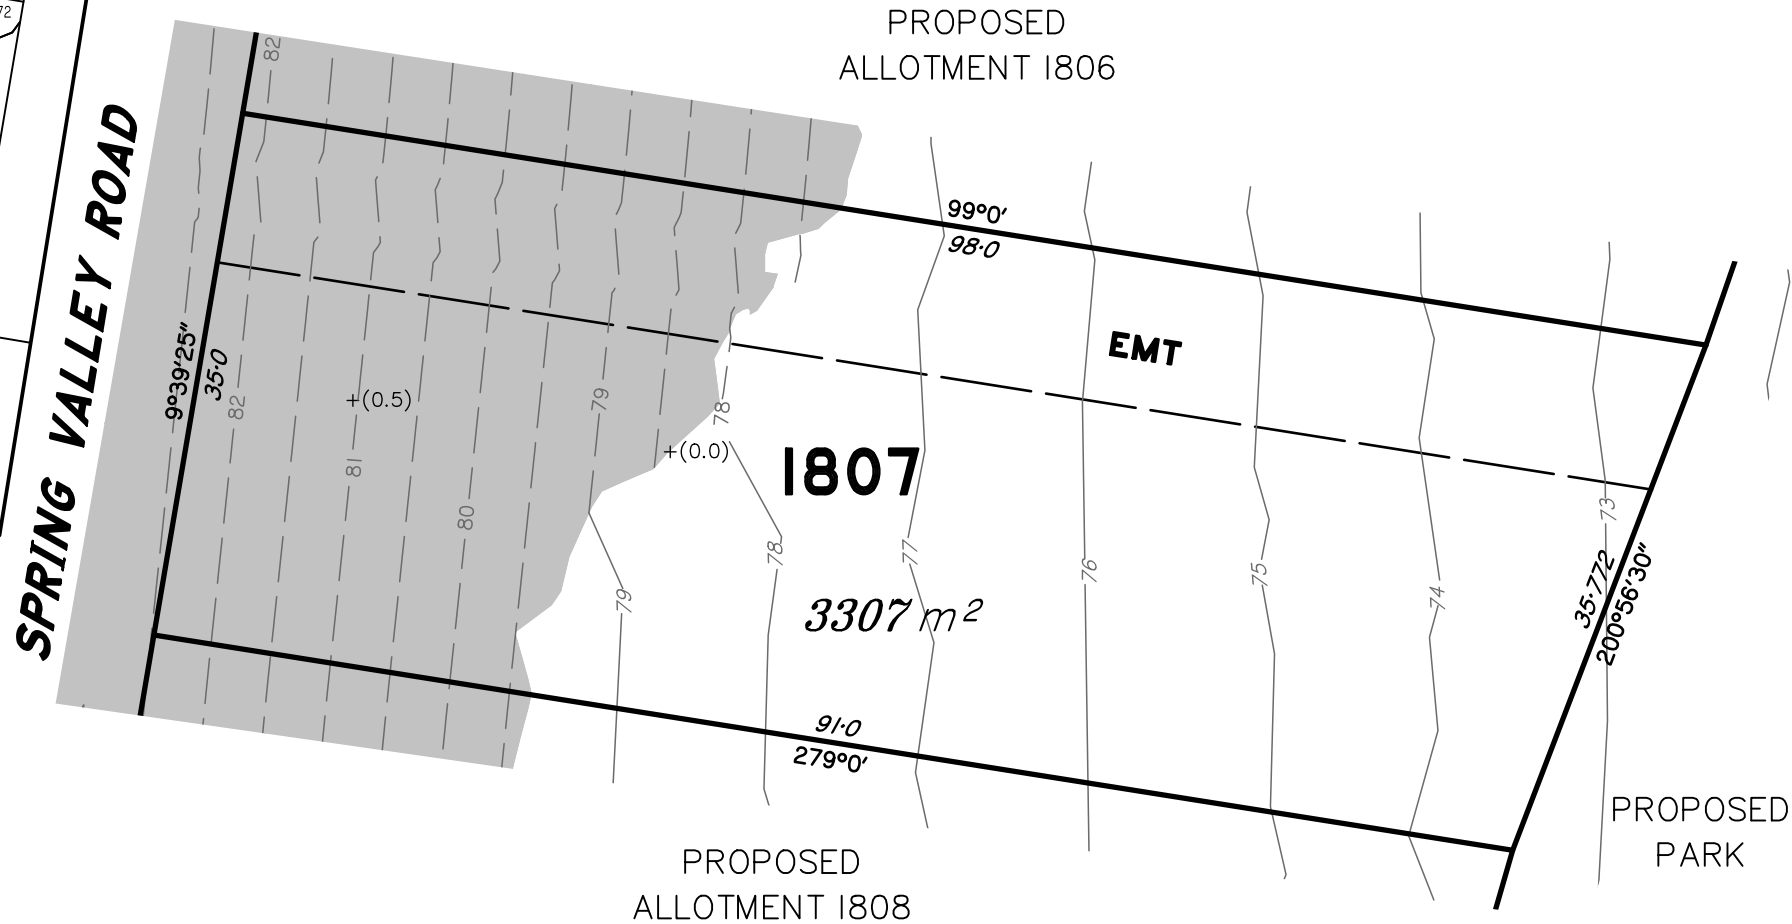 72
PROPOSED
ALLOTMENT 1806
82
SPRING VALLEY ROAD
99°0'
98·0
EMT
9°39'25"
35·0
82
+(0.5)
79
78
81
+(0.0)
1807
80
73
78
77
76
75
74
79
3307 m²
35·772
200°56'30"
91·0
279°0'
PROPOSED
PARK
PROPOSED
ALLOTMENT 1808